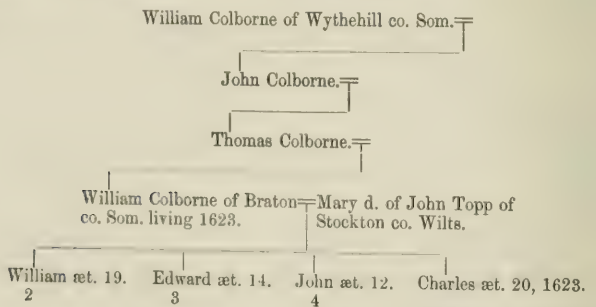 William Colborne of Wythehill co. Som.
John Colborne.
Thomas Colborne.
William Colborne of Braton Mary d. of John Topp of
co. Som. living 1623. Stockton co. Wilts.
William æt. 19. Edward æt. 14. John æt. 12. Charles æt. 20, 1623.
2 3 4